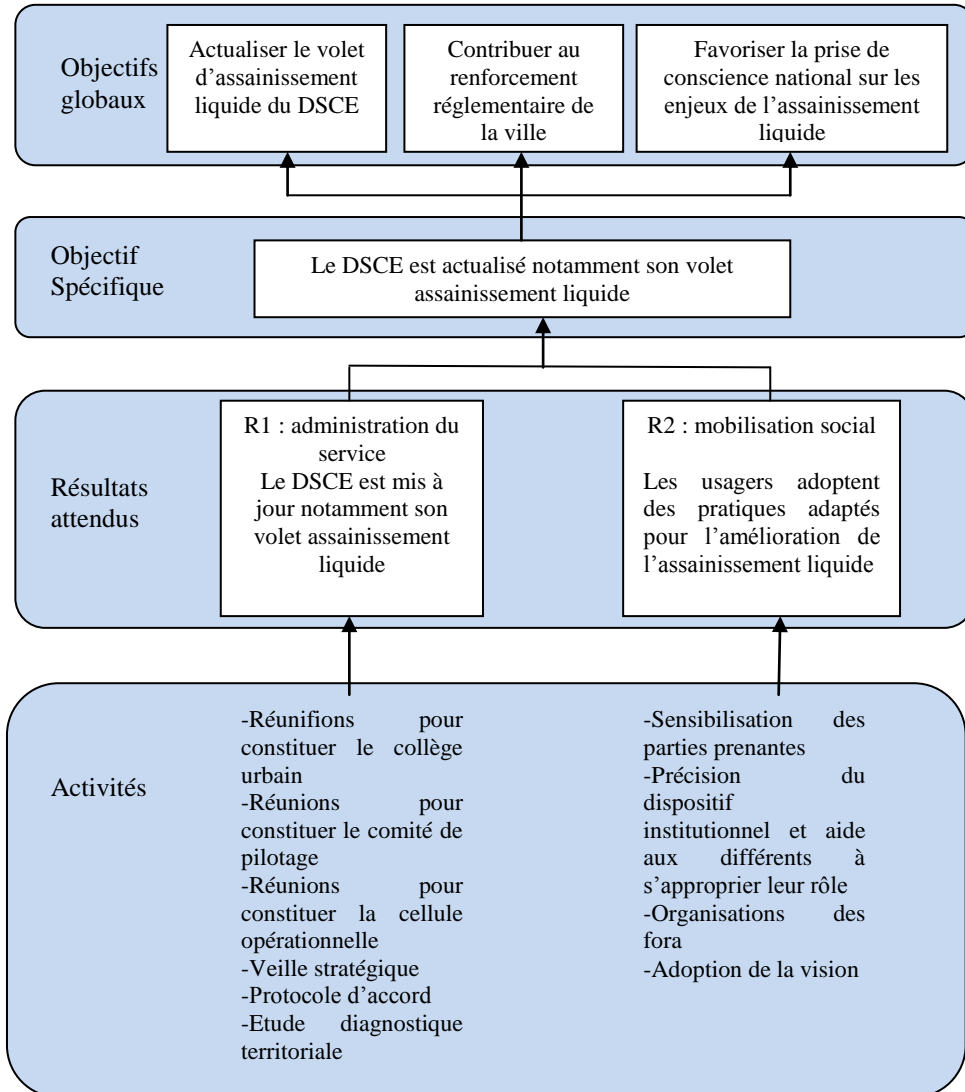 Objectifs
globaux
Actualiser le volet
d’assainissement
liquide du DSCE
Contribuer au
renforcement
réglementaire de
la ville
Favoriser la prise de
conscience national sur les
enjeux de l’assainissement
liquide
Objectif
Spécifique
Le DSCE est actualisé notamment son volet
assainissement liquide
Résultats
attendus
R1 : administration du
service
Le DSCE est mis à
jour notamment son
volet assainissement
liquide
R2 : mobilisation social
Les usagers adoptent
des pratiques adaptés
pour l’amélioration de
l’assainissement liquide
Activités
-Réunifions pour
constituer le collège
urbain
-Réunions pour
constituer le comité de
pilotage
-Réunions pour
constituer la cellule
opérationnelle
-Veille stratégique
-Protocole d’accord
-Etude diagnostique
territoriale
-Sensibilisation des
parties prenantes
-Précision du
dispositif
institutionnel et aide
aux différents à
s’approprier leur rôle
-Organisations des
fora
-Adoption de la vision